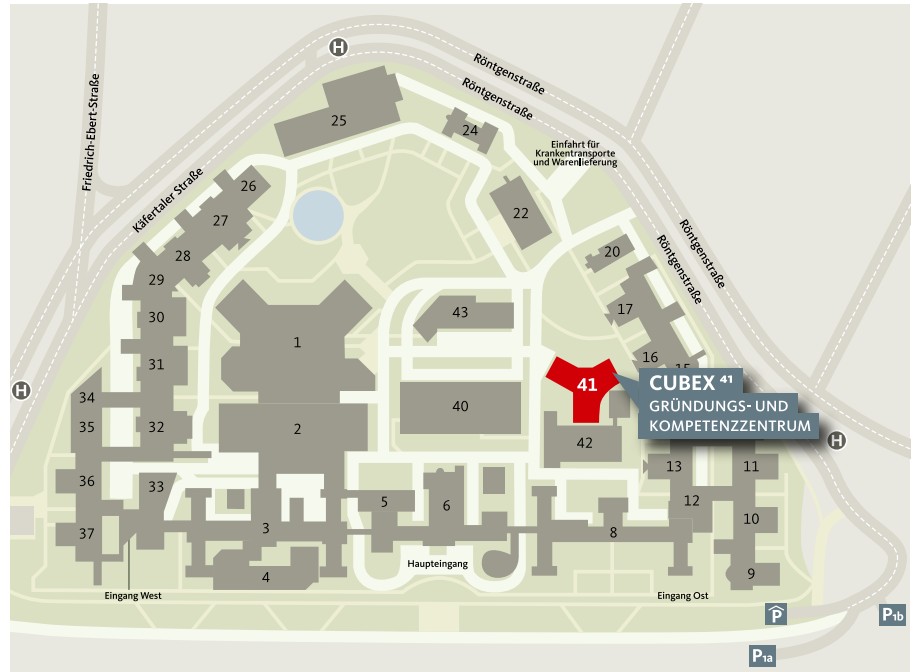 H
Röntgenstraße
Röntgenstraße
Friedrich-Ebert-Straße
25
24
Einfahrt für
Krankentransporte
und Warenlieferung
26
Käfertaler Straße
27
22
28
20
Röntgenstraße
Röntgenstraße
29
17
30
43
1
31
16
15
H
34
41
CUBEX 41
GRÜNDUNGS- UND
KOMPETENZZENTRUM
40
35
32
2
42
H
36
33
13
11
5
6
12
10
37
3
8
Haupteingang
4
9
Eingang West
Eingang Ost
P
P1b
P1a